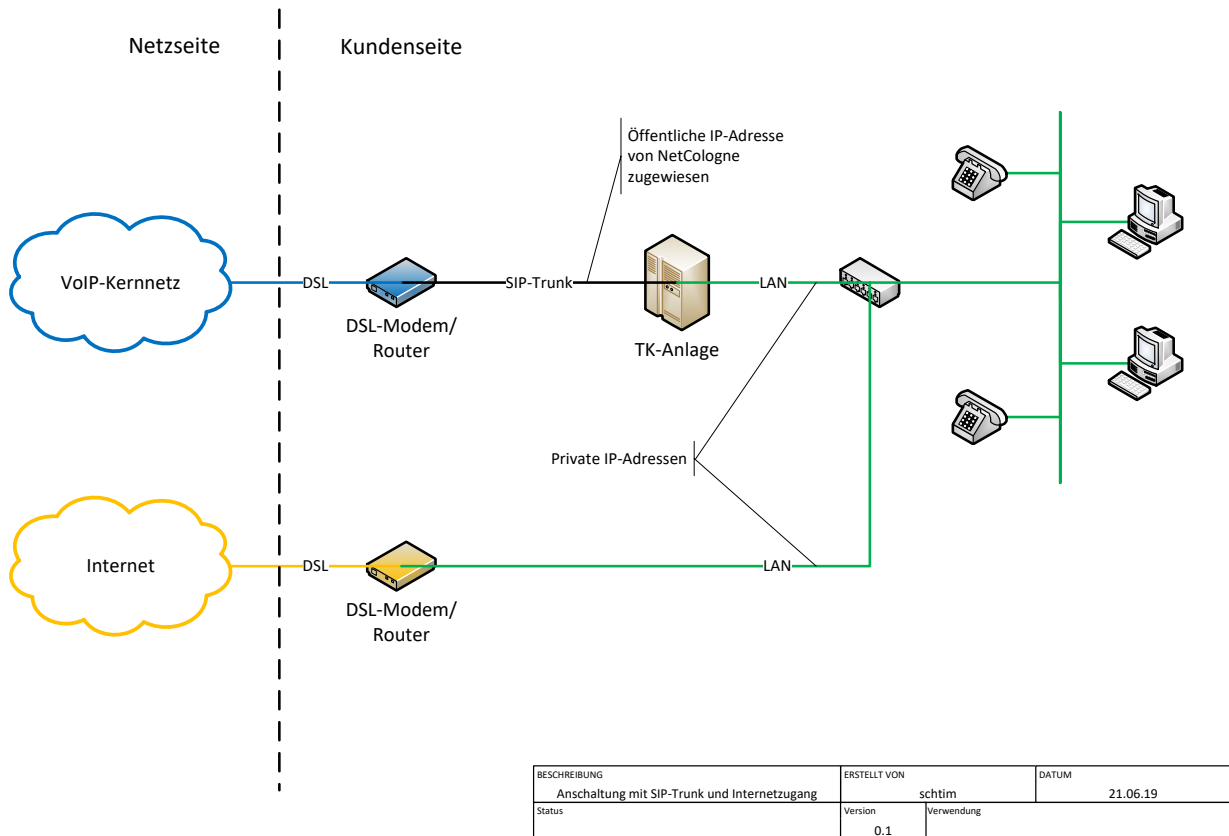 Netzseite
Kundenseite
Öffentliche IP-Adresse
von NetCologne
zugewiesen
VoIP-Kernnetz
DSL
SIP-Trunk
LAN
DSL-Modem/
Router
TK-Anlage
Private IP-Adressen
Internet
DSL
LAN
DSL-Modem/
Router
BESCHREIBUNG
Anschaltung mit SIP-Trunk und Internetzugang
ERSTELLT VON
schtim
DATUM
21.06.19
Status
Version
0.1
Verwendung